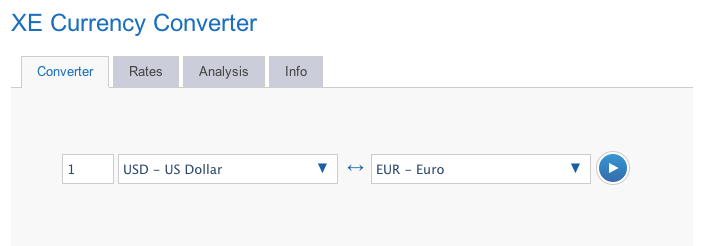 XE Currency Converter
Converter Rates Analysis Info
1 USD - US Dollar EUR - Euro